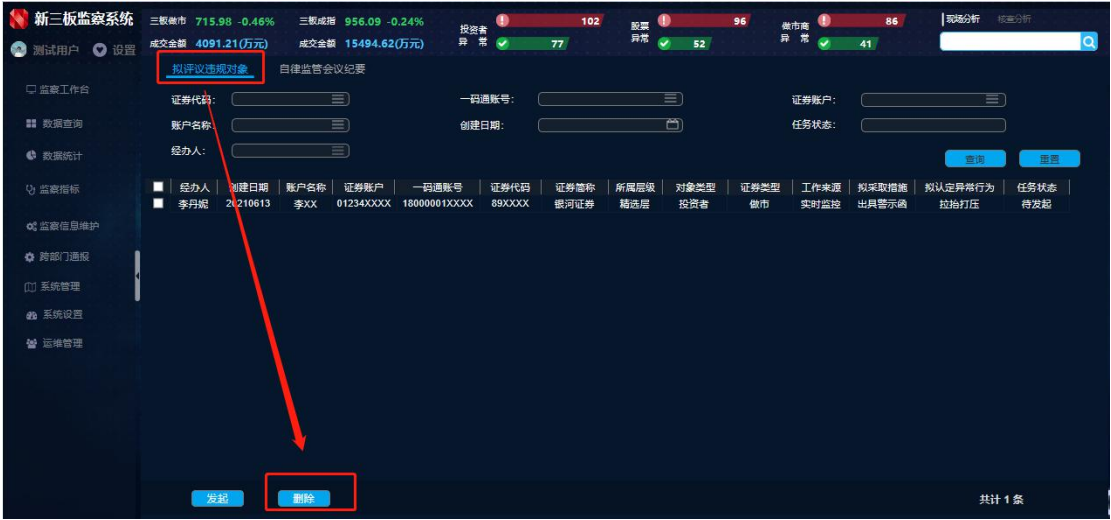 新三板监察系统
三板做市 715.98 -0.46% 三板成指 956.09 -0.24%
成交金额 4091.21(万元) 成交金额 15494.62(万元)
投资者异常 102 77
股票异常 96 52
做市商异常 86 41
现场分析 核查分析
测试用户 设置
拟评议违规对象 自律监管会议纪要
监察工作台
数据查询
数据统计
监察指标
监察信息维护
跨部门通报
系统管理
系统设置
运维管理
证券代码: 一码通账号: 证券账户:
账户名称: 创建日期: 任务状态:
经办人:
查询 重置
经办人 创建日期 账户名称 证券账户 一码通账号 证券代码 证券简称 所属层级 对象类型 证券类型 工作来源 拟采取措施 拟认定异常行为 任务状态
李丹妮 20210613 李XX 01234XXXX 18000001XXXX 89XXXX 银河证券 精选层 投资者 做市 实时监控 出具警示函 拉抬打压 待发起
发起 删除 共计 1 条